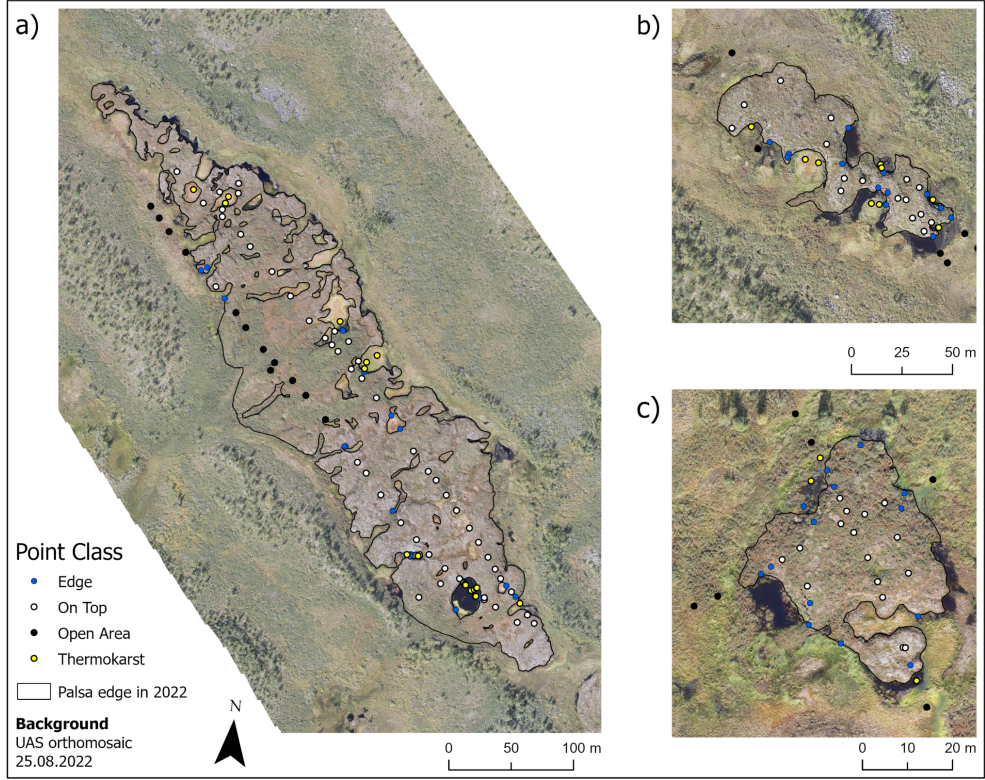 a)
b)
0 25 50 m
c)
Point Class
Edge
On Top
Open Area
Thermokarst
Palsa edge in 2022
Background
UAS orthomosaic
25.08.2022
N
0 50 100 m
0 10 20 m